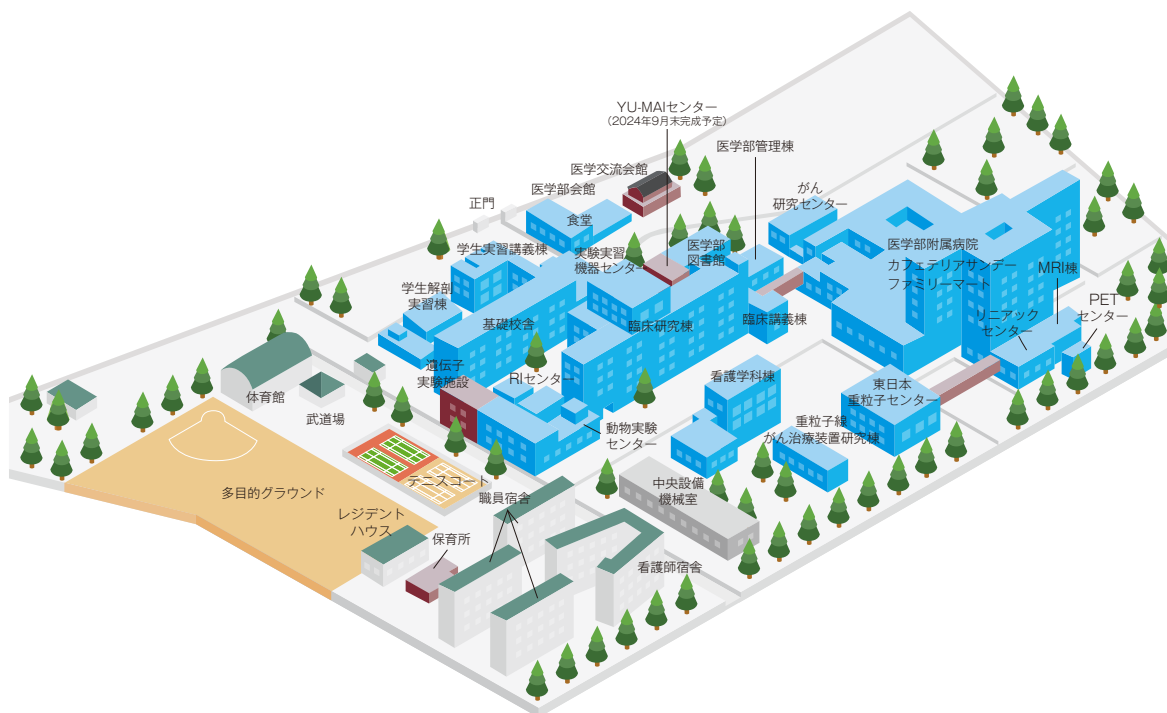 YU-MAIセンター
（2024年9月末完成予定）
医学部管理棟
医学交流会館
医学部会館
正門
食堂
がん
研究センター
学生実習講義棟
実験実習
機器センター
医学部
図書館
医学部附属病院
カフェテリアサンデー
ファミリーマート
MRI棟
PET
センター
リニアック
センター
学生解剖
実習棟
基礎校舎
臨床研究棟
臨床講義棟
遺伝子
実験施設
RIセンター
看護学科棟
東日本
重粒子センター
体育館
武道場
動物実験
センター
重粒子線
がん治療装置研究棟
テニスコート
多目的グラウンド
職員宿舎
中央設備
機械室
レジデント
ハウス
保育所
看護師宿舎